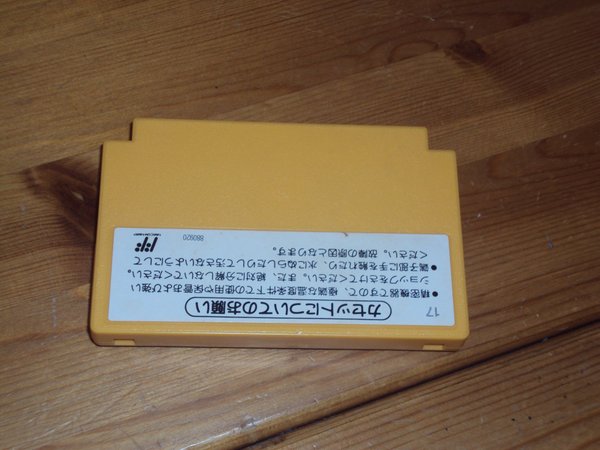 17
カセットについてのお願い
●精密機器ですので、極端な温度条件下での使用や保管および強い
ショックをさけてください。また、絶対に分解しないでください。
●端子部に手を触れたり、水にぬらしたりして汚さないようにして
ください。故障の原因となります。
880920